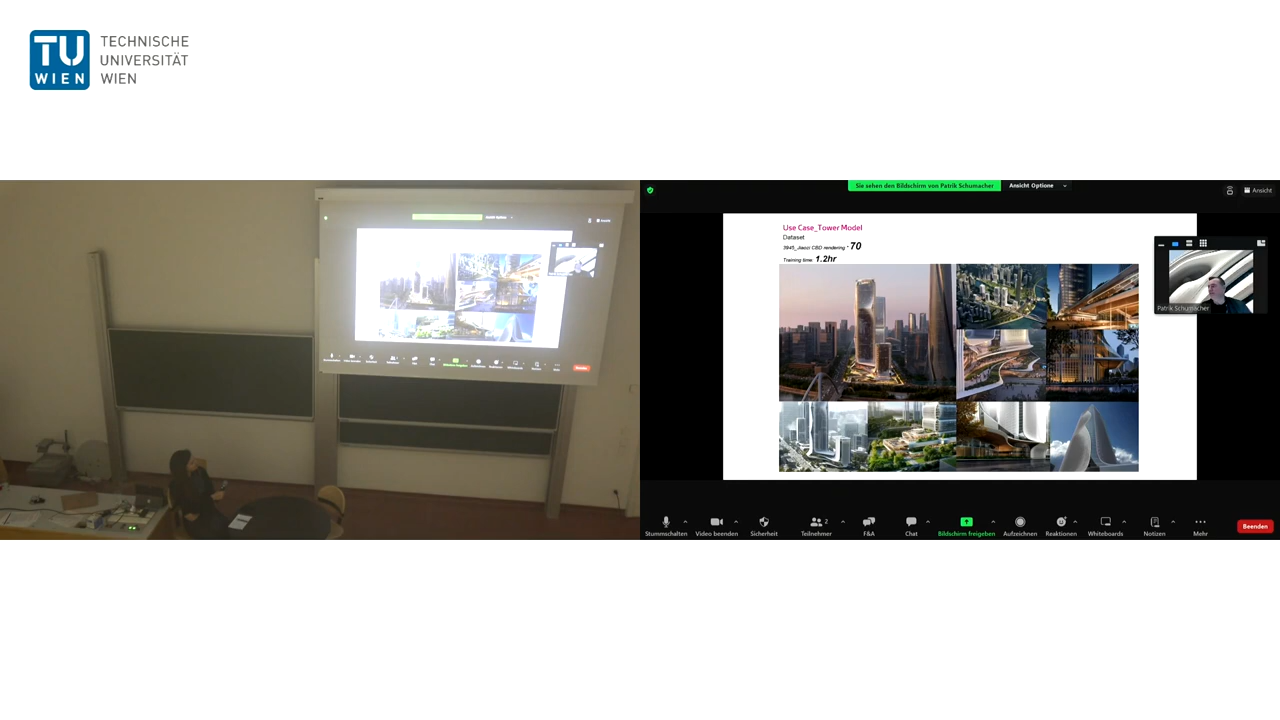 TU
WIEN
TECHNISCHE
UNIVERSITÄT
WIEN
Sie sehen den Bildschirm von Patrik Schumacher
Ansicht Optionen
Ansicht
Use Case_Tower Model
Dataset
3945_Jiaozi CBD rendering * 70
Training time: 1.2hr
Patrik Schumacher
Stummschalten
Video beenden
Sicherheit
Teilnehmer
2
F&A
Chat
Bildschirm freigeben
Aufzeichnen
Reaktionen
Whiteboards
Notizen
Mehr
Beenden